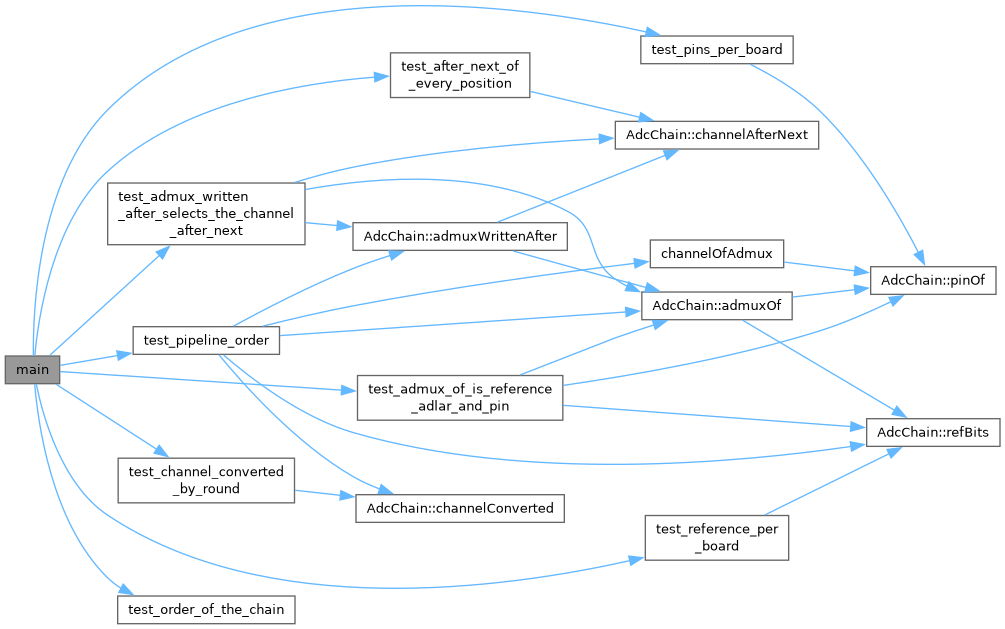 test_pins_per_board
test_after_next_of
_every_position
AdcChain::channelAfterNext
test_admux_written
_after_selects_the_channel
_after_next
AdcChain::admuxWrittenAfter
channelOfAdmux
AdcChain::pinOf
AdcChain::admuxOf
test_pipeline_order
main
test_admux_of_is_reference
_adlar_and_pin
AdcChain::refBits
test_channel_converted
_by_round
AdcChain::channelConverted
test_reference_per
_board
test_order_of_the_chain